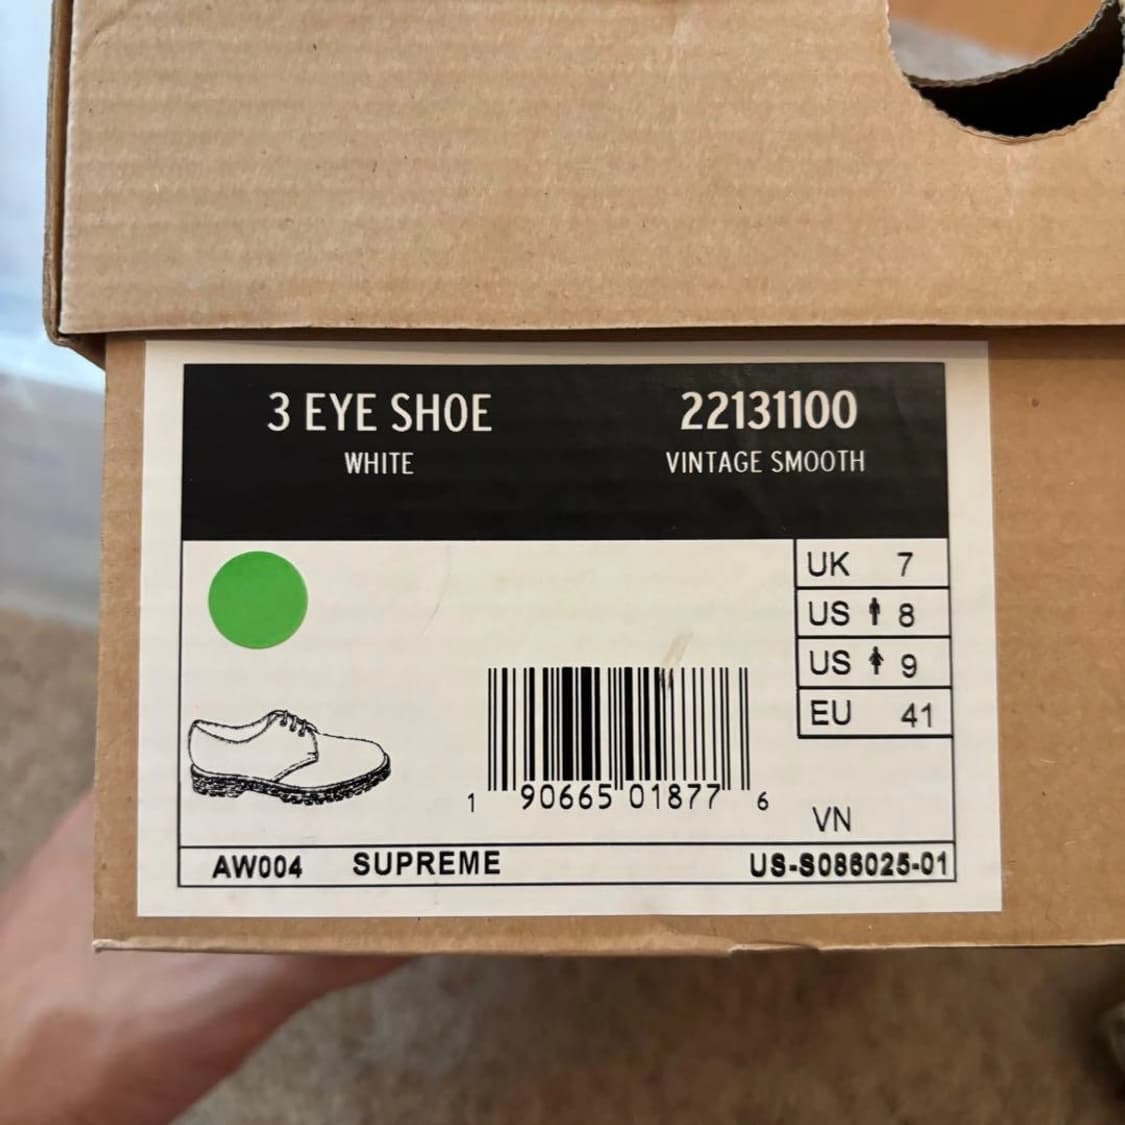 3 EYE SHOE 22131100
WHITE VINTAGE SMOOTH
UK 7
US 8
US 9
EU 41
1 90665 01877 6
VN
AW004 SUPREME US-S086025-01